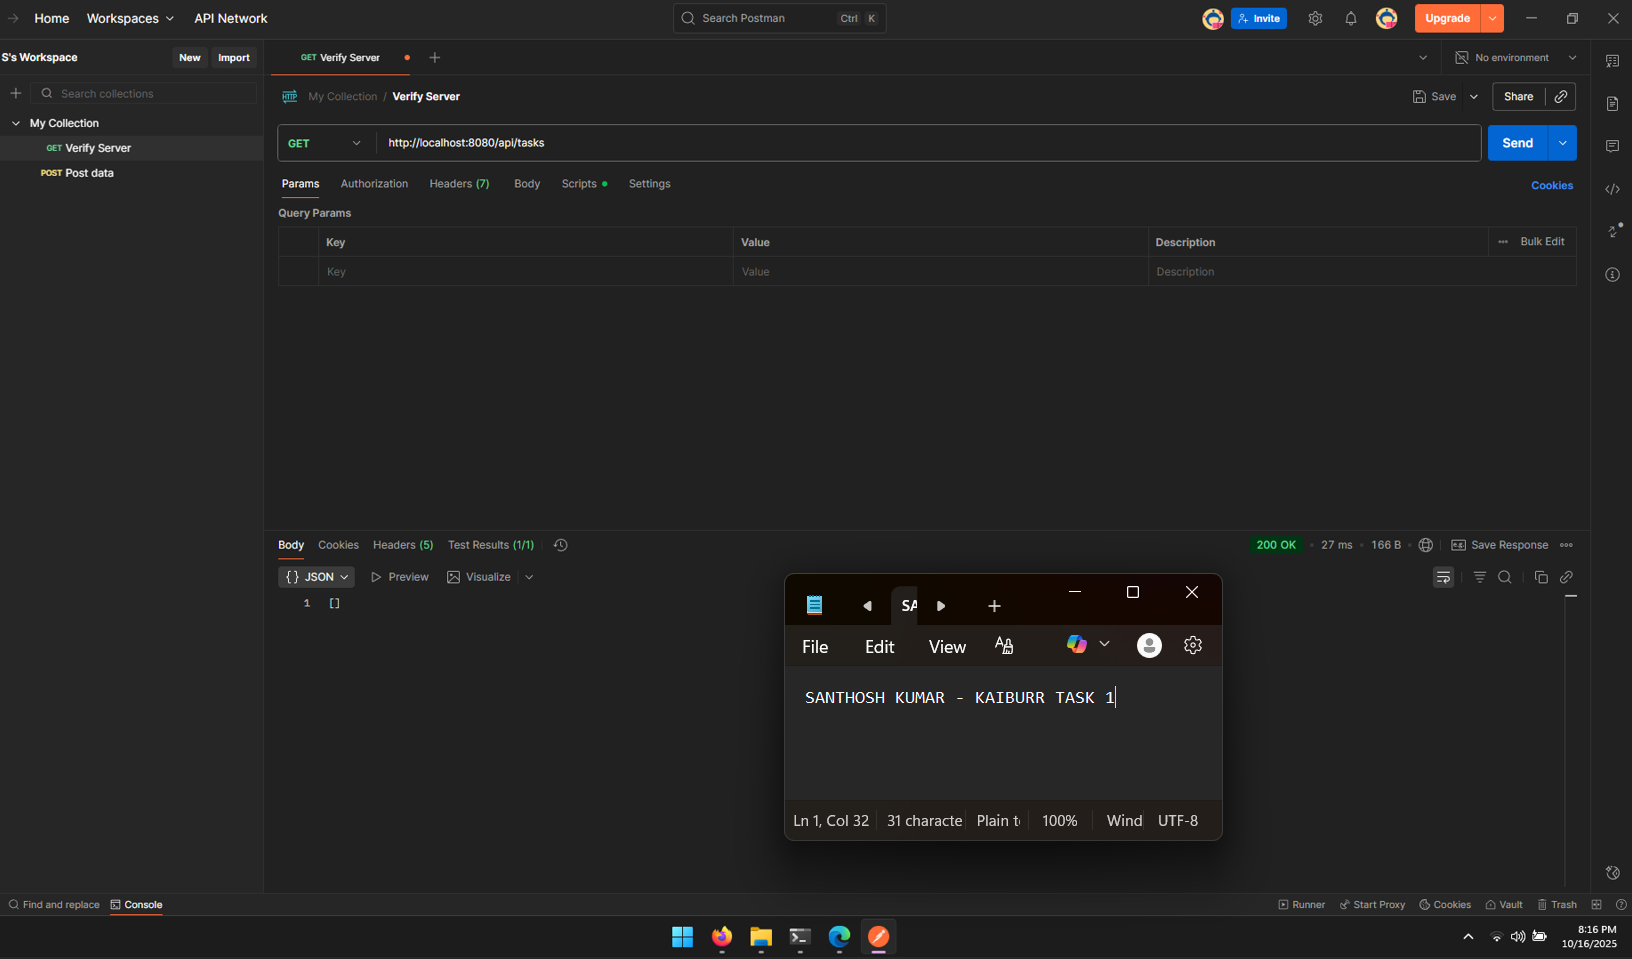 Home Workspaces API Network Search Postman Ctrl K Invite Upgrade
S's Workspace New Import GET Verify Server No environment
Search collections My Collection / Verify Server Save Share
My Collection
GET Verify Server
POST Post data
GET http://localhost:8080/api/tasks Send
Params Authorization Headers (7) Body Scripts Settings Cookies
Query Params
Key Value Description Bulk Edit
Key Value Description
Body Cookies Headers (5) Test Results (1/1) 200 OK 27 ms 166 B Save Response
{} JSON Preview Visualize
1 []
SA
File Edit View
SANTHOSH KUMAR - KAIBURR TASK 1
Ln 1, Col 32 31 characte Plain t 100% Wind UTF-8
Find and replace Console Runner Start Proxy Cookies Vault Trash
8:16 PM
10/16/2025